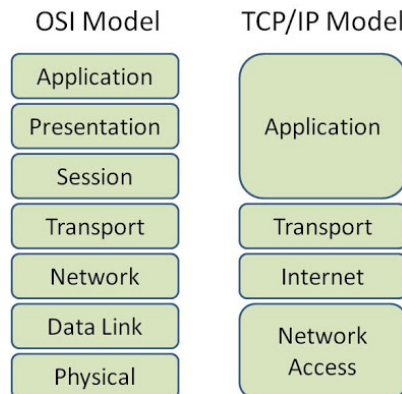 OSI Model
TCP/IP Model
Application
Presentation
Session
Transport
Network
Data Link
Physical
Application
Transport
Internet
Network
Access